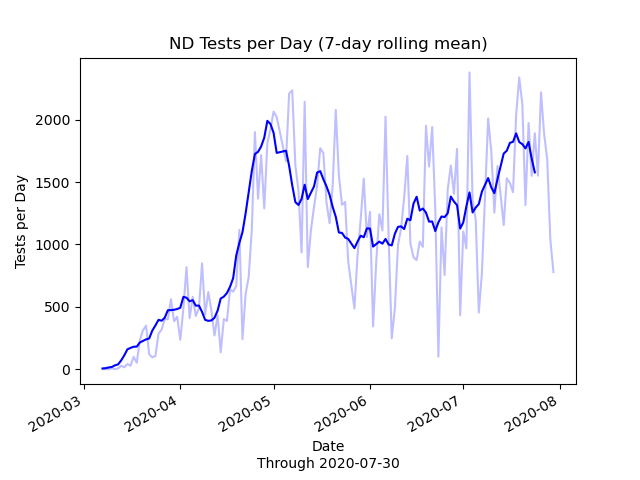 ND Tests per Day (7-day rolling mean)
Tests per Day
2000
1500
1000
500
0
2020-03
2020-04
2020-05
2020-06
2020-07
2020-08
Date
Through 2020-07-30